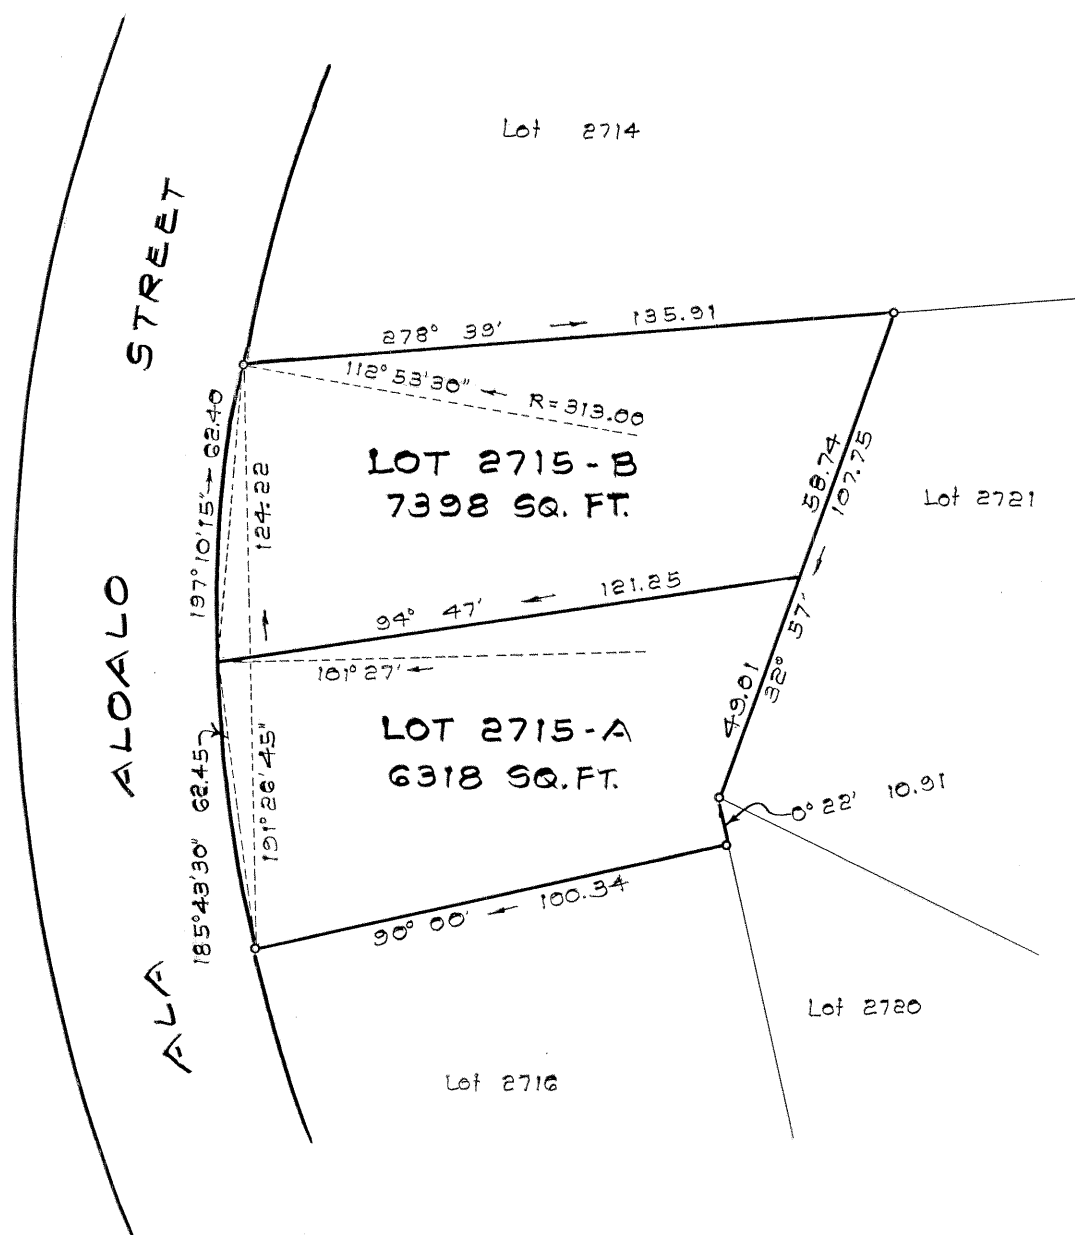 Lot 2714
STREET
278° 39' 135.91
112° 53' 30" R=313.00
197° 10' 15" 62.40
124.22
LOT 2715-B
7398 SQ. FT.
58.74
107.75
Lot 2721
94° 47' 121.25
32° 57'
ALOALO
101° 27'
49.01
LOT 2715-A
6318 SQ. FT.
185° 43' 30" 62.45
191° 26' 45"
0° 22' 10.91
90° 00' 100.34
ALA
Lot 2720
Lot 2716